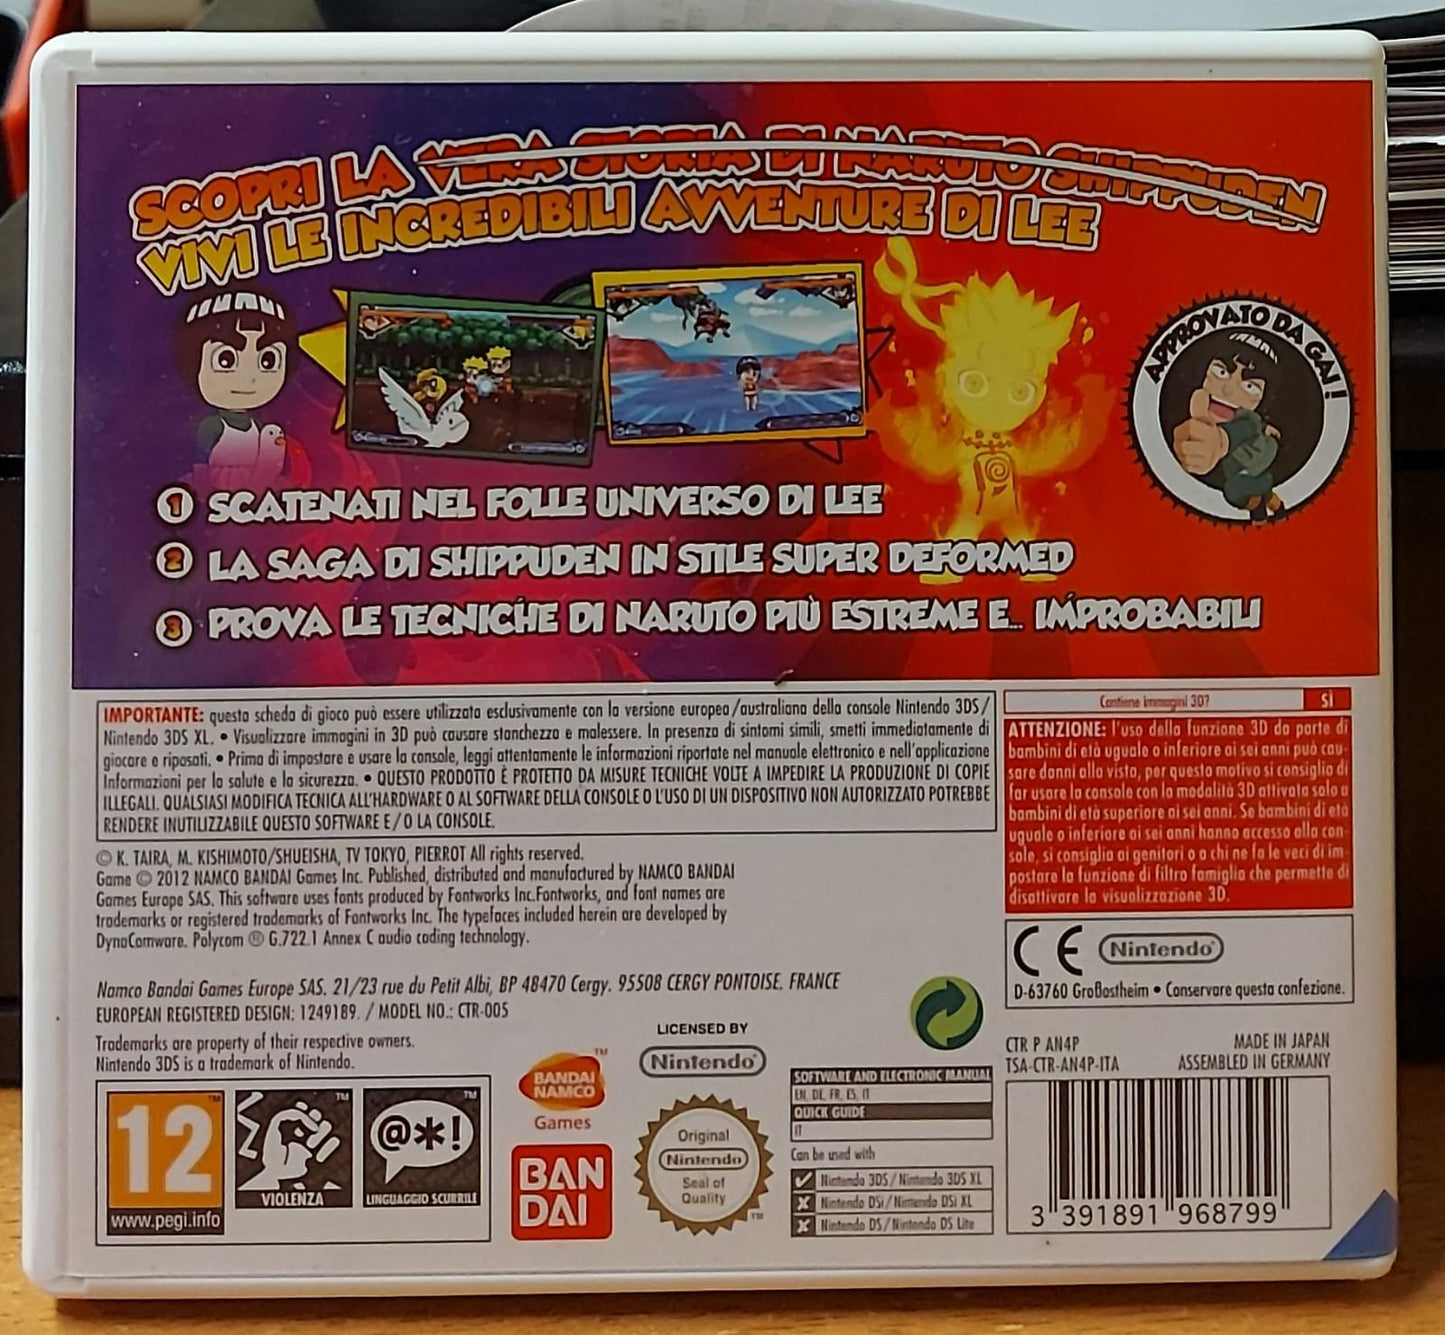 SCOPRI LA VERA STORIA DI NARUTO SHIPPUDEN
VIVI LE INCREDIBILI AVVENTURE DI LEE
APPROVATO DA GAI!
1 SCATENATI NEL FOLLE UNIVERSO DI LEE
2 LA SAGA DI SHIPPUDEN IN STILE SUPER DEFORMED
3 PROVA LE TECNICHE DI NARUTO PIÙ ESTREME E... IMPROBABILI
IMPORTANTE: questa scheda di gioco può essere utilizzata esclusivamente con la versione europea/australiana della console Nintendo 3DS/
Nintendo 3DS XL. • Visualizzare immagini in 3D può causare stanchezza e malessere. In presenza di sintomi simili, smetti immediatamente di
giocare e riposati. • Prima di impostare e usare la console, leggi attentamente le informazioni riportate nel manuale elettronico e nell'applicazione
Informazioni per la salute e la sicurezza. • QUESTO PRODOTTO È PROTETTO DA MISURE TECNICHE VOLTE A IMPEDIRE LA PRODUZIONE DI COPIE
ILLEGALI. QUALSIASI MODIFICA TECNICA ALL'HARDWARE O AL SOFTWARE DELLA CONSOLE O L'USO DI UN DISPOSITIVO NON AUTORIZZATO POTREBBE
RENDERE INUTILIZZABILE QUESTO SOFTWARE E/O LA CONSOLE.
Contiene immagini 3D? SÌ
ATTENZIONE: l'uso della funzione 3D da parte di
bambini di età uguale o inferiore ai sei anni può cau-
sare danni alla vista, per questo motivo si consiglia di
far usare la console con la modalità 3D attivata solo a
bambini di età superiore ai sei anni. Se bambini di età
uguale o inferiore ai sei anni hanno accesso alla con-
sole, si consiglia ai genitori o a chi ne fa le veci di im-
postare la funzione di filtro famiglia che permette di
disattivare la visualizzazione 3D.
© K. TAIRA, M. KISHIMOTO/SHUEISHA, TV TOKYO, PIERROT All rights reserved.
Game © 2012 NAMCO BANDAI Games Inc. Published, distributed and manufactured by NAMCO BANDAI
Games Europe SAS. This software uses fonts produced by Fontworks Inc.Fontworks, and font names are
trademarks or registered trademarks of Fontworks Inc. The typefaces included herein are developed by
DynaComware. Polycom ® G.722.1 Annex C audio coding technology.
CE Nintendo®
D-63760 Großostheim • Conservare questa confezione.
Namco Bandai Games Europe SAS. 21/23 rue du Petit Albi, BP 48470 Cergy. 95508 CERGY PONTOISE. FRANCE
EUROPEAN REGISTERED DESIGN: 1249189. / MODEL NO.: CTR-005
Trademarks are property of their respective owners.
Nintendo 3DS is a trademark of Nintendo.
LICENSED BY
Nintendo®
CTR P AN4P
MADE IN JAPAN
TSA-CTR-AN4P-ITA
ASSEMBLED IN GERMANY
12
www.pegi.info
VIOLENZA
@*!
LINGUAGGIO SCURRILE
BANDAI
NAMCO
Games
BAN
DAI
Original
Nintendo
Seal of
Quality
SOFTWARE AND ELECTRONIC MANUAL
EN, DE, FR, ES, IT
QUICK GUIDE
IT
Can be used with
Nintendo 3DS/Nintendo 3DS XL
Nintendo DSi/Nintendo DSi XL
Nintendo DS/Nintendo DS Lite
3 391891 968799